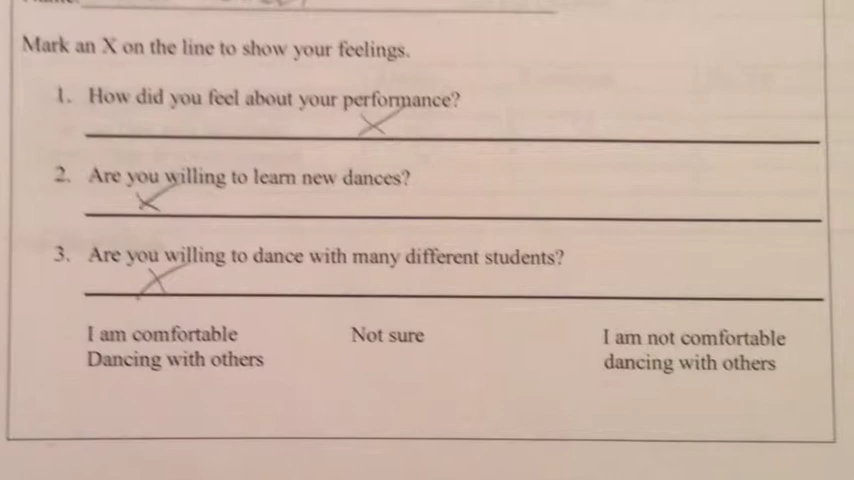 Mark an X on the line to show your feelings.
1. How did you feel about your performance?
X
2. Are you willing to learn new dances?
X
3. Are you willing to dance with many different students?
X
I am comfortable Not sure I am not comfortable
Dancing with others dancing with others